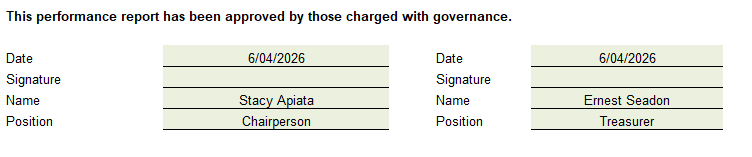 This performance report has been approved by those charged with governance.
Date 6/04/2026 Date 6/04/2026
Signature Signature
Name Stacy Apiata Name Ernest Seadon
Position Chairperson Position Treasurer